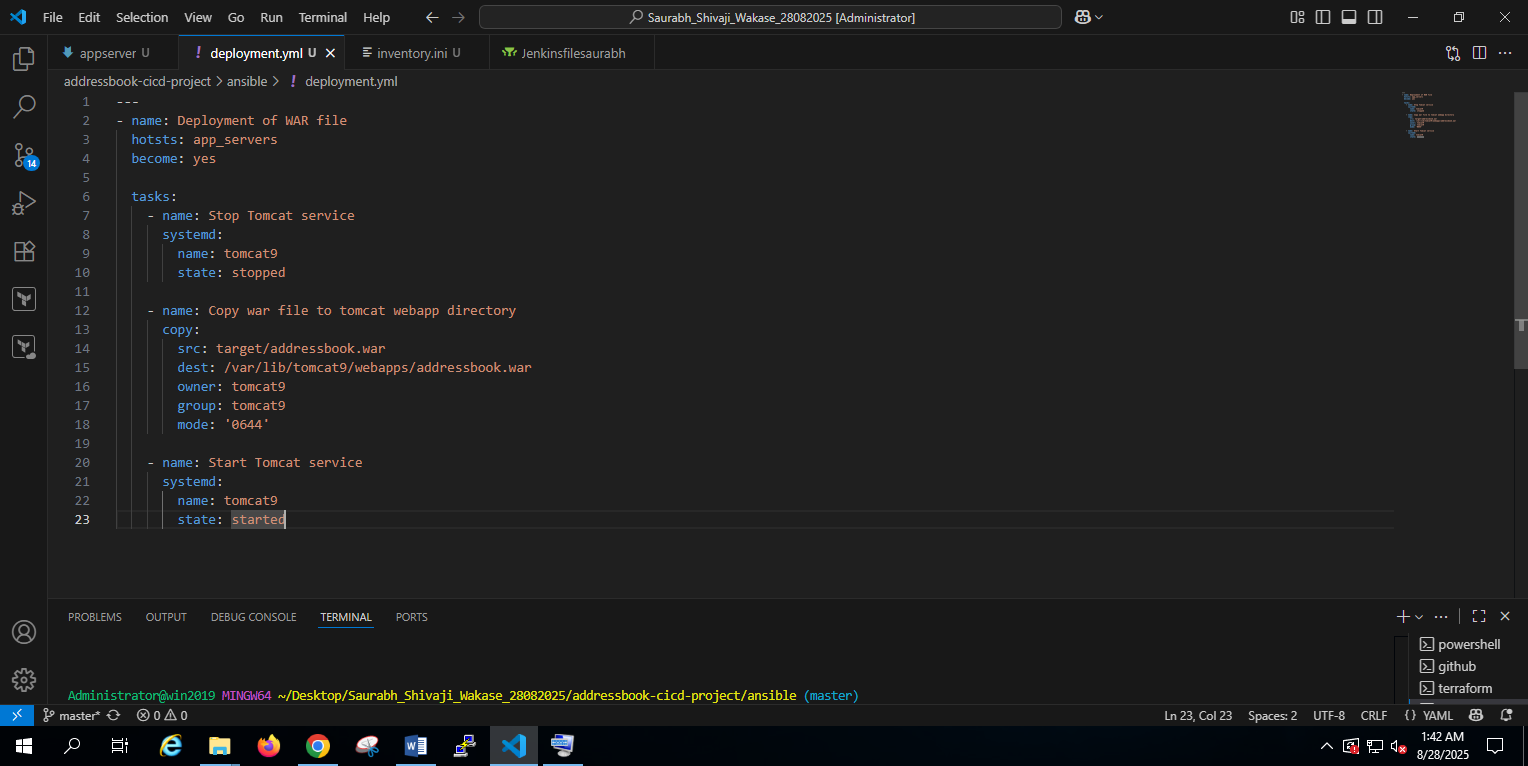 File Edit Selection View Go Run Terminal Help Saurabh_Shivaji_Wakase_28082025 [Administrator]
appserver U ! deployment.yml U inventory.ini U Jenkinsfilesaurabh
addressbook-cicd-project > ansible > ! deployment.yml
1 ---
2 - name: Deployment of WAR file
3 hotsts: app_servers
4 become: yes
5
6 tasks:
7 - name: Stop Tomcat service
8 systemd:
9 name: tomcat9
10 state: stopped
11
12 - name: Copy war file to tomcat webapp directory
13 copy:
14 src: target/addressbook.war
15 dest: /var/lib/tomcat9/webapps/addressbook.war
16 owner: tomcat9
17 group: tomcat9
18 mode: '0644'
19
20 - name: Start Tomcat service
21 systemd:
22 name: tomcat9
23 state: started
14
PROBLEMS OUTPUT DEBUG CONSOLE TERMINAL PORTS
powershell
github
terraform
Administrator@win2019 MINGW64 ~/Desktop/Saurabh_Shivaji_Wakase_28082025/addressbook-cicd-project/ansible (master)
master* 0 0 Ln 23, Col 23 Spaces: 2 UTF-8 CRLF {} YAML
1:42 AM
8/28/2025